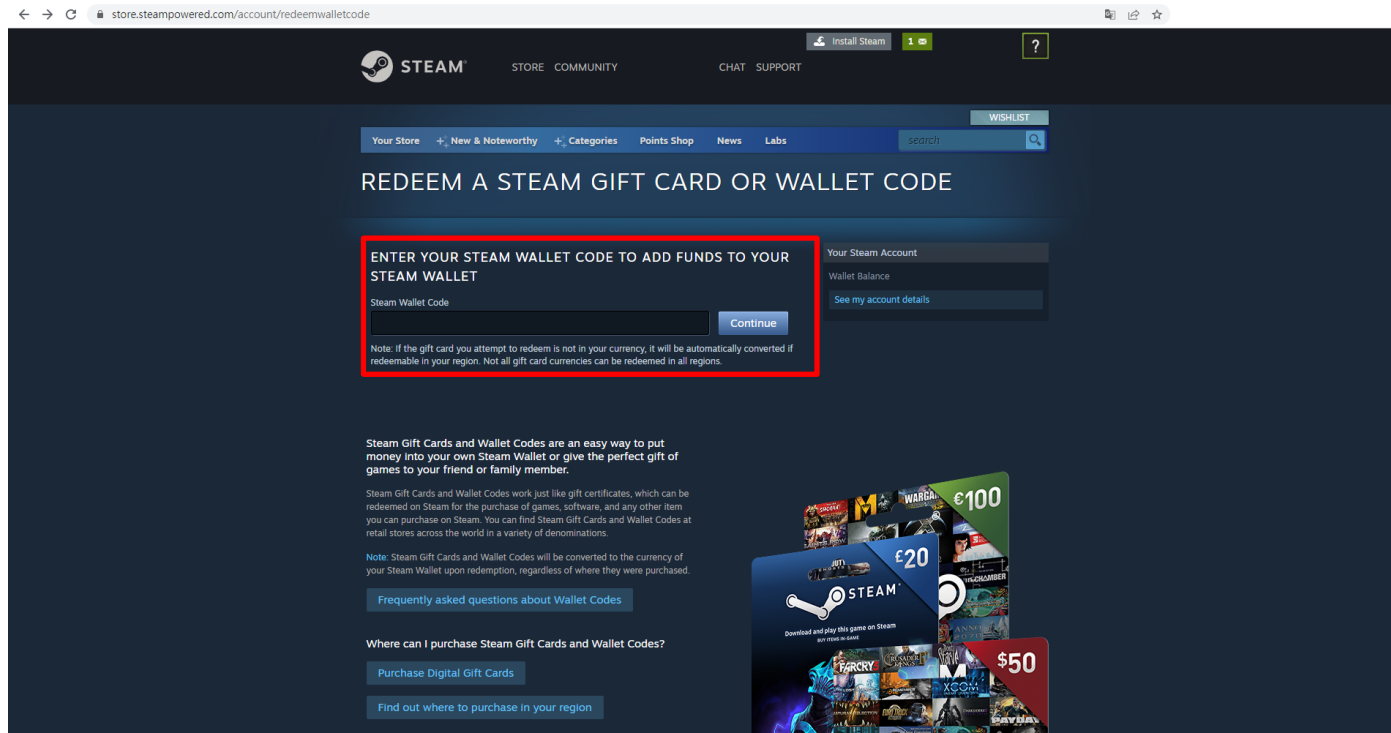 store.steampowered.com/account/redeemwalletcode
Install Steam
1
?
STEAM®
STORE COMMUNITY CHAT SUPPORT
WISHLIST
Your Store New & Noteworthy Categories Points Shop News Labs search
REDEEM A STEAM GIFT CARD OR WALLET CODE
ENTER YOUR STEAM WALLET CODE TO ADD FUNDS TO YOUR
STEAM WALLET
Steam Wallet Code
Continue
Note: If the gift card you attempt to redeem is not in your currency, it will be automatically converted if
redeemable in your region. Not all gift card currencies can be redeemed in all regions.
Your Steam Account
Wallet Balance
See my account details
Steam Gift Cards and Wallet Codes are an easy way to put
money into your own Steam Wallet or give the perfect gift of
games to your friend or family member.
Steam Gift Cards and Wallet Codes work just like gift certificates, which can be
redeemed on Steam for the purchase of games, software, and any other item
you can purchase on Steam. You can find Steam Gift Cards and Wallet Codes at
retail stores across the world in a variety of denominations.
Note: Steam Gift Cards and Wallet Codes will be converted to the currency of
your Steam Wallet upon redemption, regardless of where they were purchased.
Frequently asked questions about Wallet Codes
Where can I purchase Steam Gift Cards and Wallet Codes?
Purchase Digital Gift Cards
Find out where to purchase in your region
€100
£20
STEAM
Download and play this game on Steam
BUY ITEMS IN-GAME
$50
FARCRY3
CRUSADER
KINGS II
XCOM